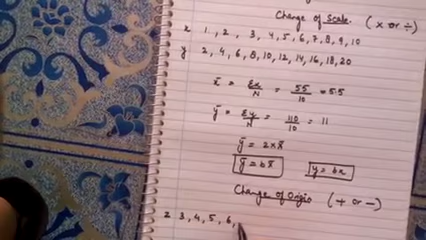 Change of Scale. (x or ÷)
x 1, 2, 3, 4, 5, 6, 7, 8, 9, 10
y 2, 4, 6, 8, 10, 12, 14, 16, 18, 20
x̄ = Σx/N = 55/10 = 5.5
ȳ = Σy/N = 110/10 = 11
ȳ = 2×x̄
ȳ = bx̄ y = bx
Change of Origin (+ or -)
2 3, 4, 5, 6,